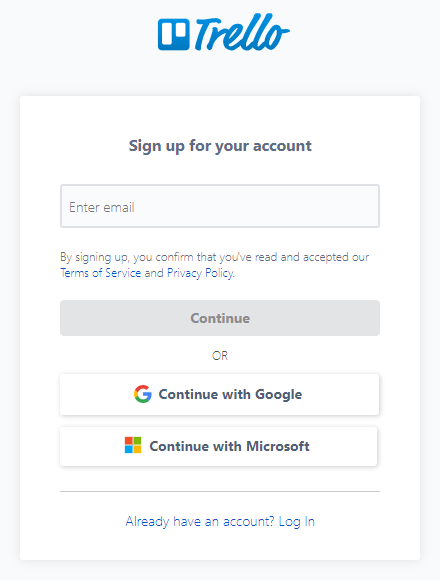 Trello
Sign up for your account
Enter email
By signing up, you confirm that you've read and accepted our
Terms of Service and Privacy Policy.
Continue
OR
Continue with Google
Continue with Microsoft
Already have an account? Log In